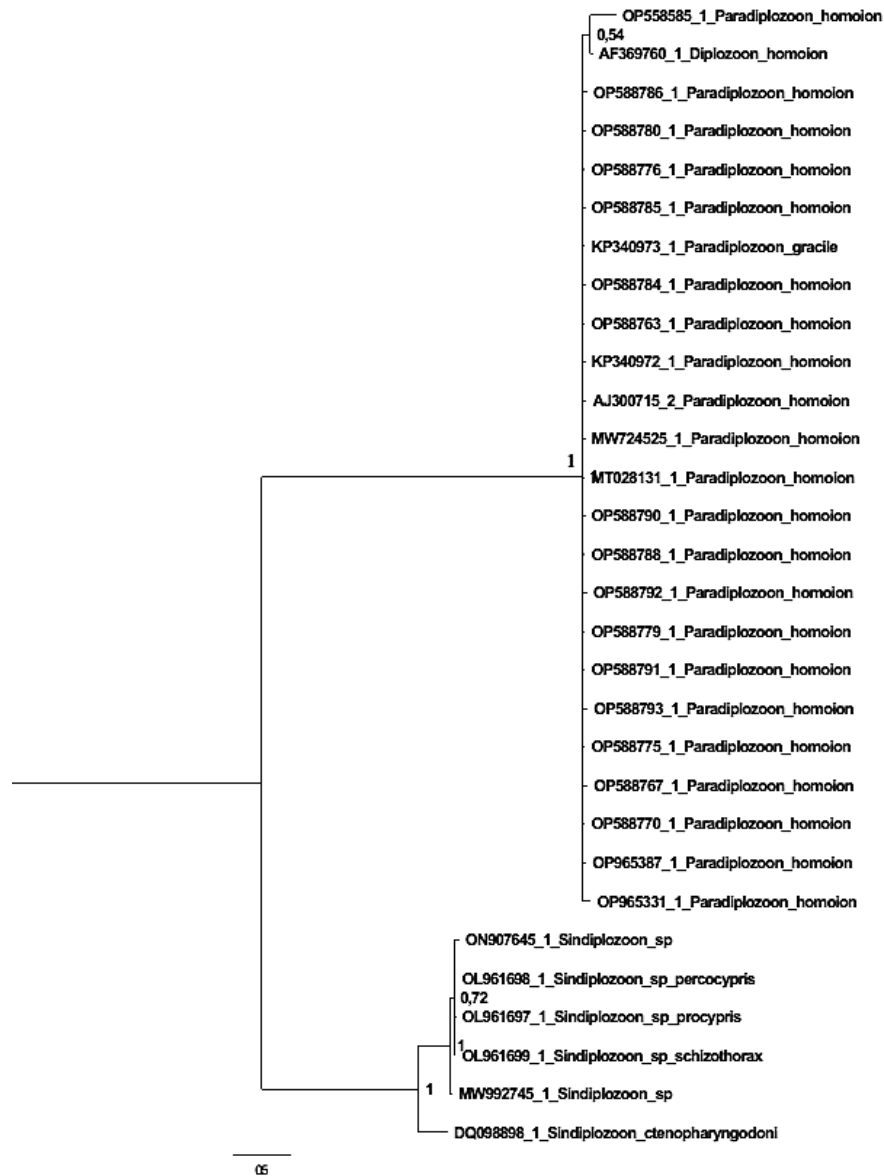 OP558585_1_Paradiplozoon_homoion
0,54
AF369760_1_Diplozoon_homoion
OP588786_1_Paradiplozoon_homoion
OP588780_1_Paradiplozoon_homoion
OP588776_1_Paradiplozoon_homoion
OP588785_1_Paradiplozoon_homoion
KP340973_1_Paradiplozoon_gracile
OP588784_1_Paradiplozoon_homoion
OP588763_1_Paradiplozoon_homoion
KP340972_1_Paradiplozoon_homoion
AJ300715_2_Paradiplozoon_homoion
MW724525_1_Paradiplozoon_homoion
1
1
MT028131_1_Paradiplozoon_homoion
OP588790_1_Paradiplozoon_homoion
OP588788_1_Paradiplozoon_homoion
OP588792_1_Paradiplozoon_homoion
OP588779_1_Paradiplozoon_homoion
OP588791_1_Paradiplozoon_homoion
OP588793_1_Paradiplozoon_homoion
OP588775_1_Paradiplozoon_homoion
OP588767_1_Paradiplozoon_homoion
OP588770_1_Paradiplozoon_homoion
OP965387_1_Paradiplozoon_homoion
OP965331_1_Paradiplozoon_homoion
ON907645_1_Sindiplozoon_sp
OL961698_1_Sindiplozoon_sp_percocypris
0,72
OL961697_1_Sindiplozoon_sp_procypris
1
OL961699_1_Sindiplozoon_sp_schizothorax
1
MW992745_1_Sindiplozoon_sp
DQ098898_1_Sindiplozoon_ctenopharyngodoni